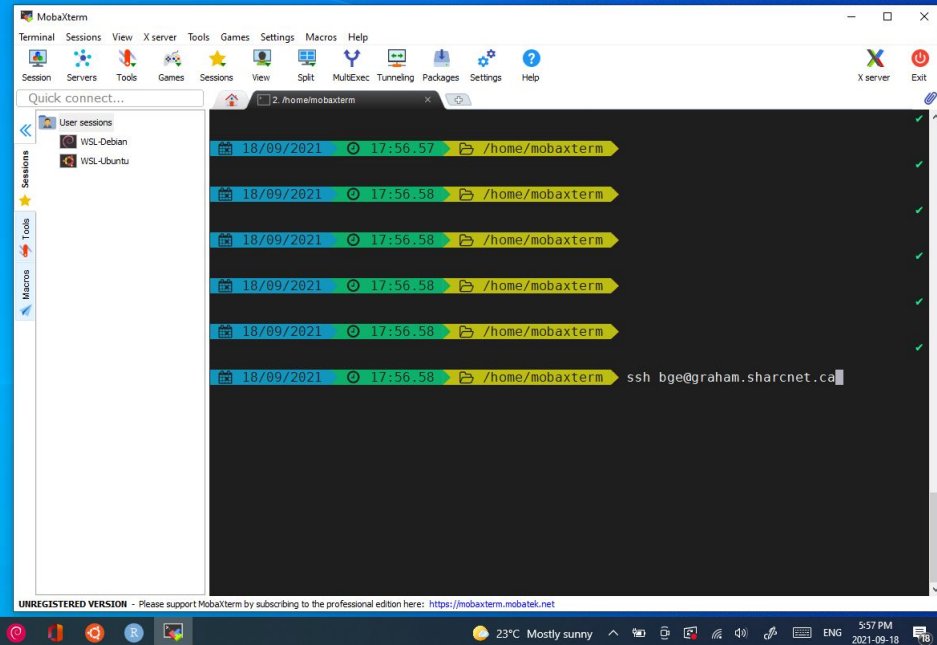 MobaXterm
Terminal Sessions View X server Tools Games Settings Macros Help
Session Servers Tools Games Sessions View Split MultiExec Tunneling Packages Settings Help X server Exit
Quick connect...
2. /home/mobaxterm
User sessions
WSL-Debian
WSL-Ubuntu
Sessions
Tools
Macros
18/09/2021 17:56.57 /home/mobaxterm
18/09/2021 17:56.58 /home/mobaxterm
18/09/2021 17:56.58 /home/mobaxterm
18/09/2021 17:56.58 /home/mobaxterm
18/09/2021 17:56.58 /home/mobaxterm
18/09/2021 17:56.58 /home/mobaxterm ssh bge@graham.sharcnet.ca
UNREGISTERED VERSION - Please support MobaXterm by subscribing to the professional edition here: https://mobaxterm.mobatek.net
R
23°C Mostly sunny ENG 5:57 PM
2021-09-18
18